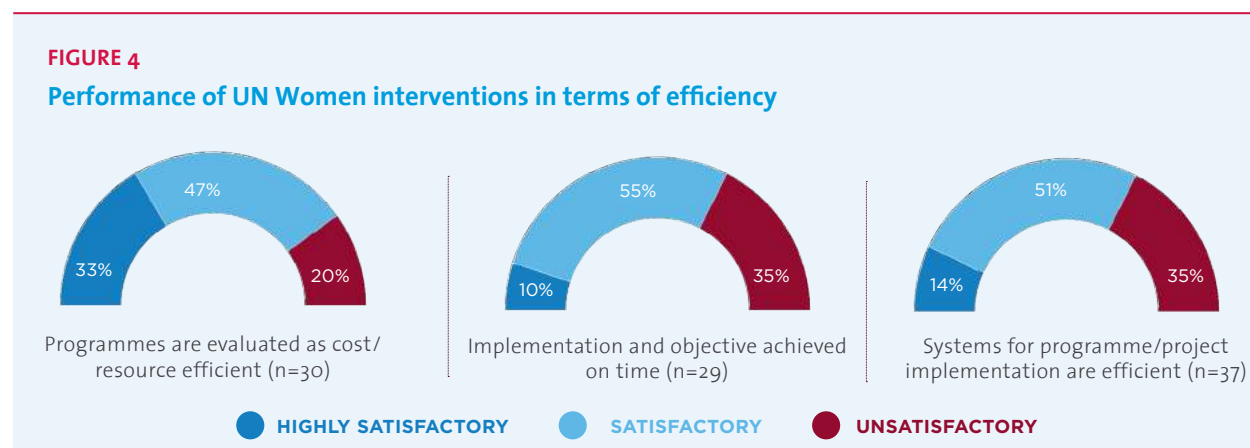 FIGURE 4
Performance of UN Women interventions in terms of efficiency
33%
47%
20%
Programmes are evaluated as cost/
resource efficient (n=30)
10%
55%
35%
Implementation and objective achieved
on time (n=29)
14%
51%
35%
Systems for programme/project
implementation are efficient (n=37)
HIGHLY SATISFACTORY
SATISFACTORY
UNSATISFACTORY